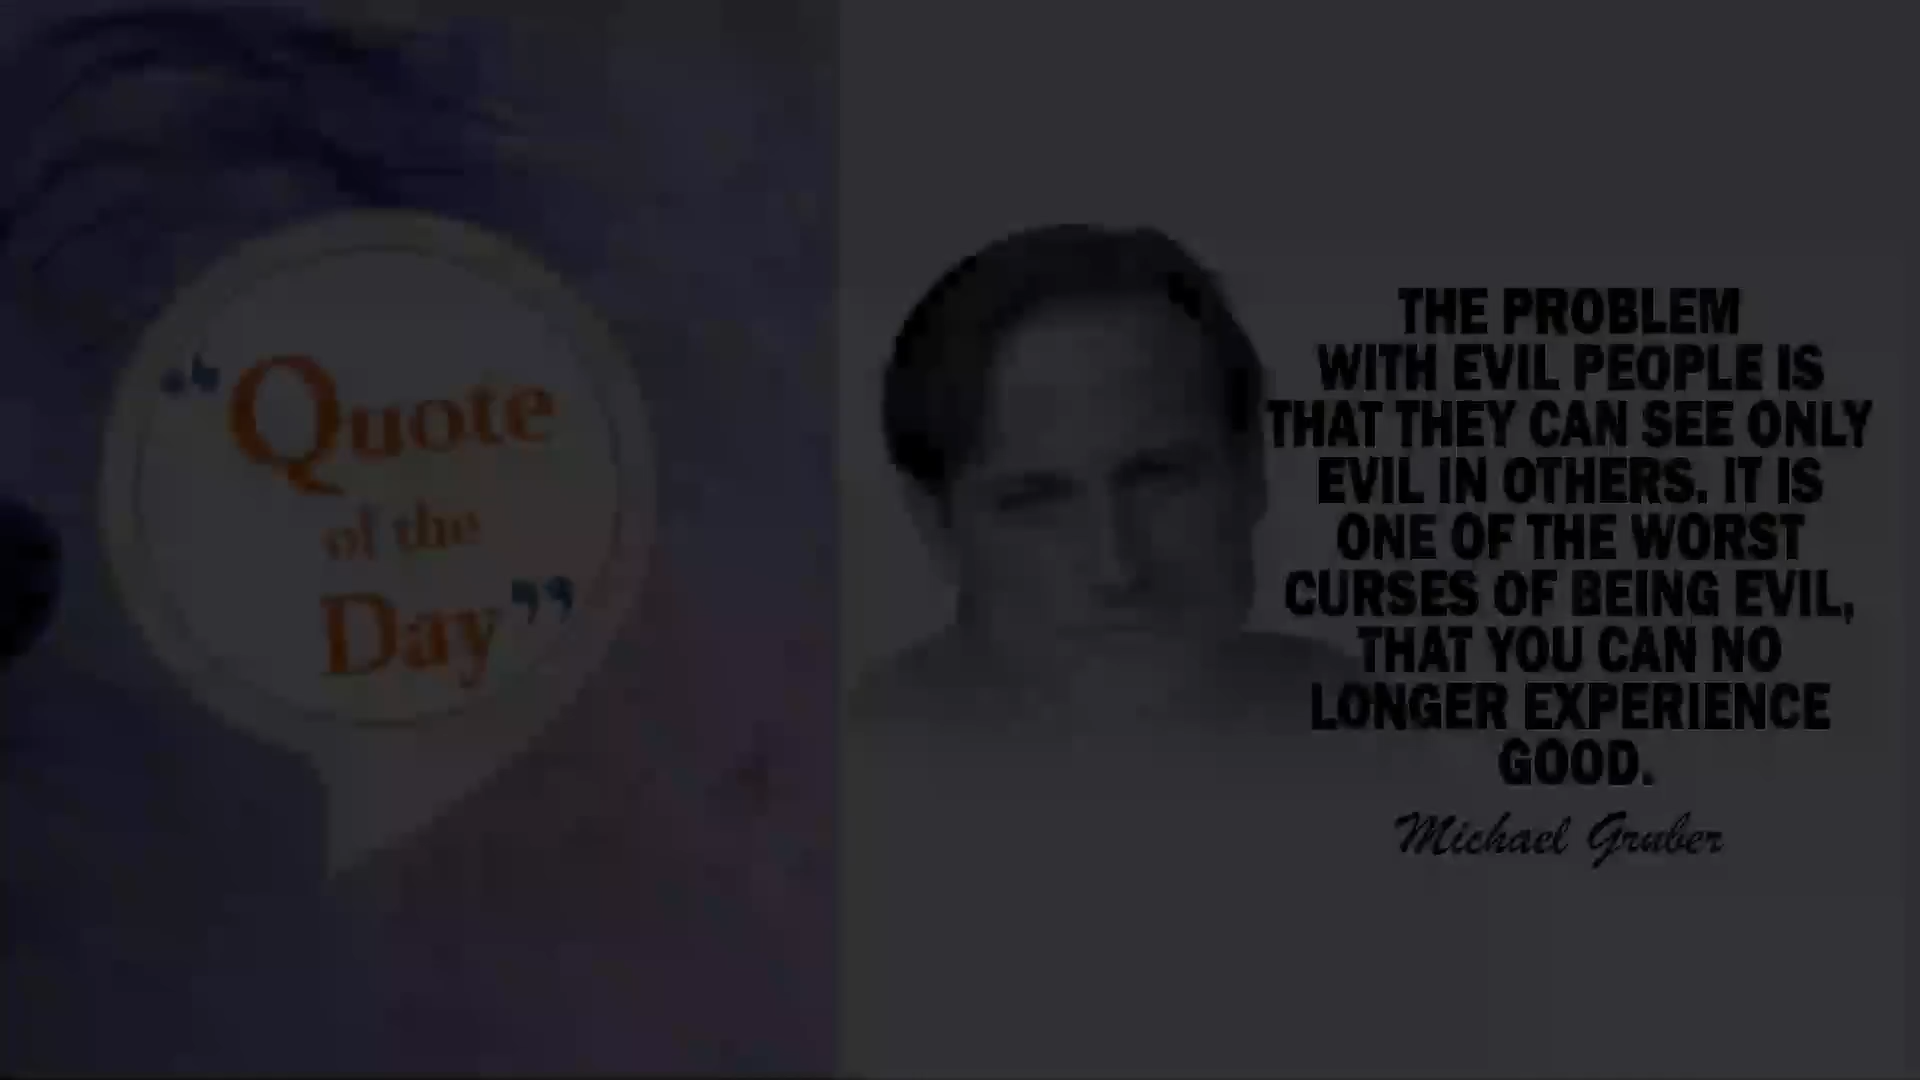 “Quote
of the
Day”
THE PROBLEM
WITH EVIL PEOPLE IS
THAT THEY CAN SEE ONLY
EVIL IN OTHERS. IT IS
ONE OF THE WORST
CURSES OF BEING EVIL,
THAT YOU CAN NO
LONGER EXPERIENCE
GOOD.
Michael Gruber